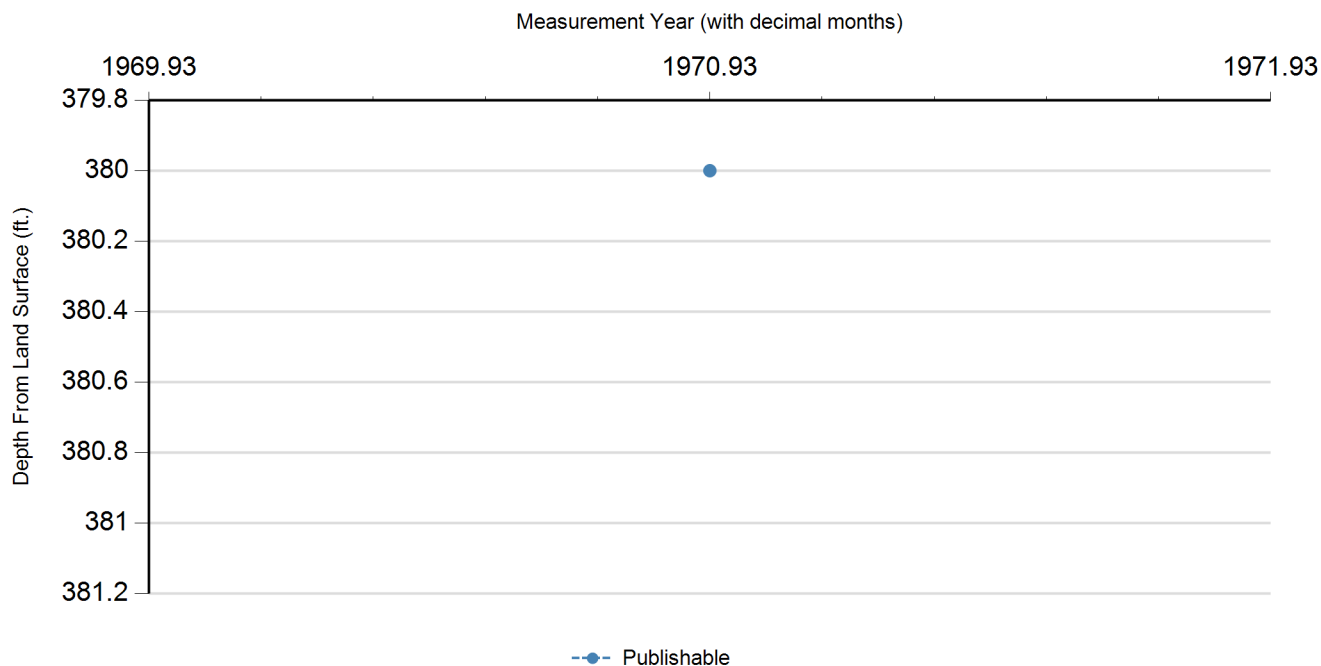 Measurement Year (with decimal months)
1969.93 1970.93 1971.93
379.8
380
380.2
380.4
380.6
380.8
381
381.2
Depth From Land Surface (ft.)
Publishable